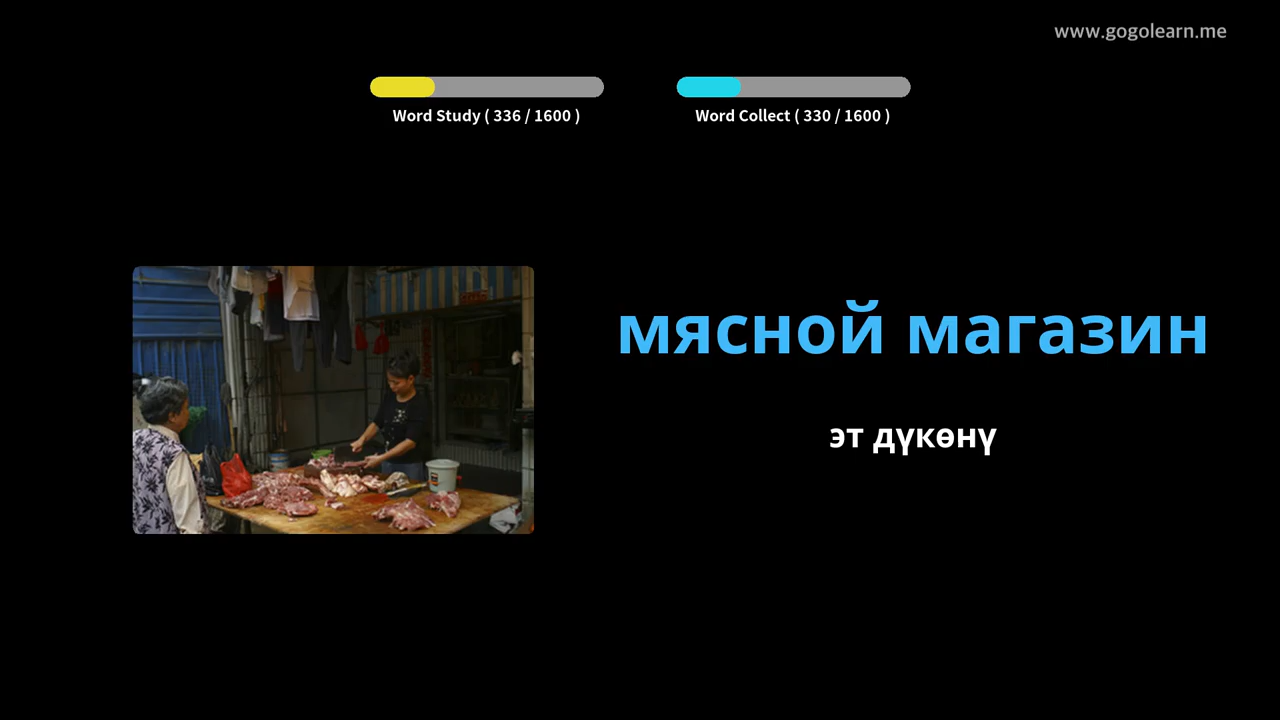 www.gogolearn.me
Word Study ( 336 / 1600 )
Word Collect ( 330 / 1600 )
мясной магазин
эт дүкөнү